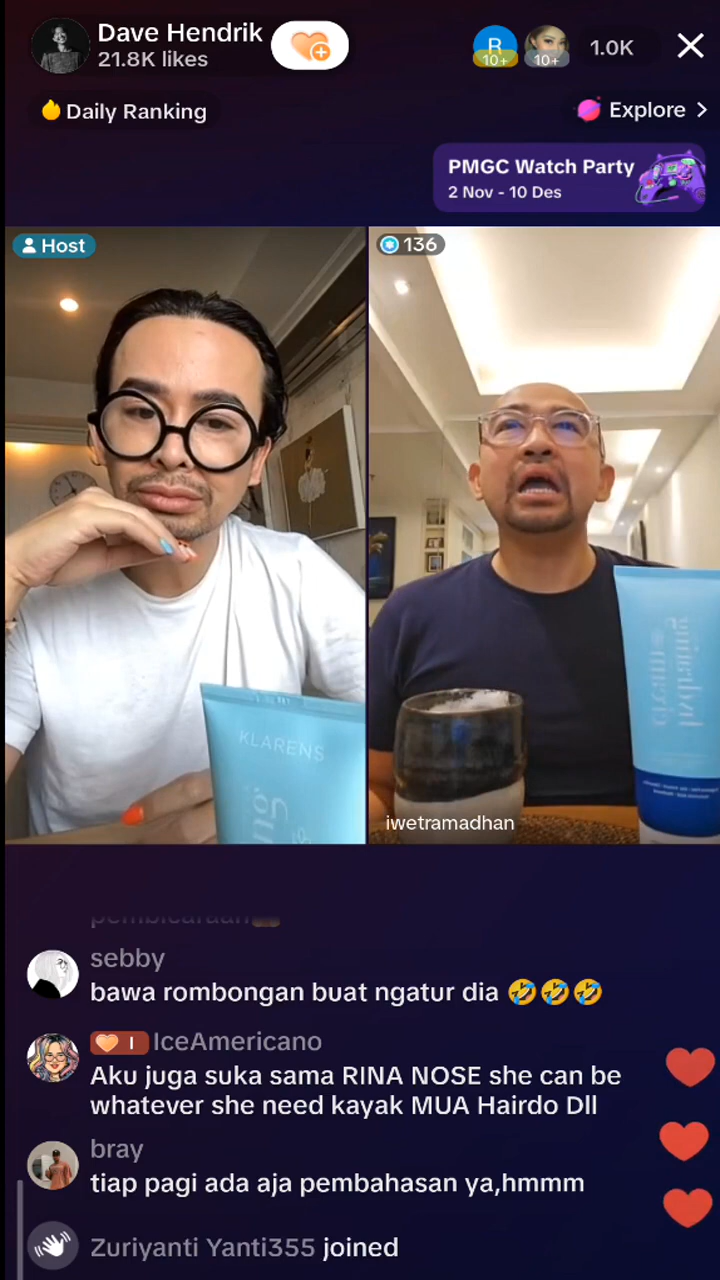 Dave Hendrik
21.8K likes
R
10+
10+
1.0K
Daily Ranking
Explore
PMGC Watch Party
2 Nov - 10 Des
Host
136
KLARENS
cream
hydrating
iwetramadhan
sebby
bawa rombongan buat ngatur dia 🤣🤣🤣
I IceAmericano
Aku juga suka sama RINA NOSE she can be
whatever she need kayak MUA Hairdo Dll
bray
tiap pagi ada aja pembahasan ya,hmmm
Zuriyanti Yanti355 joined